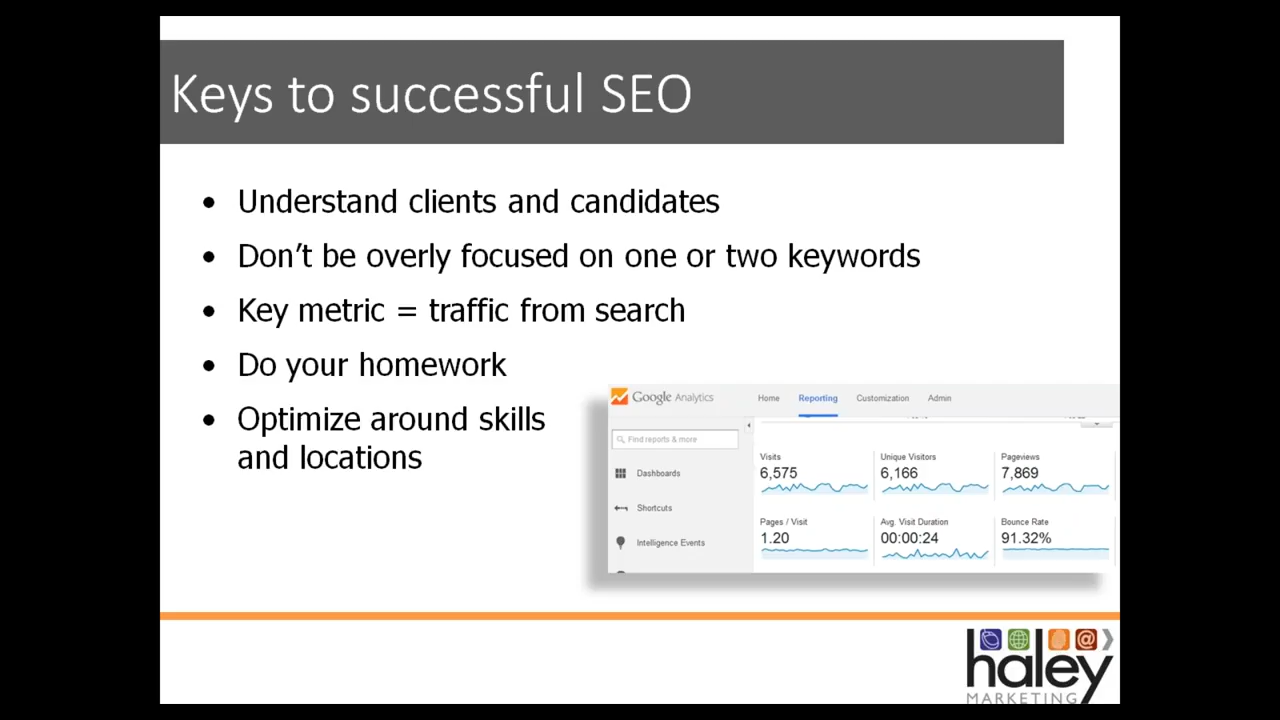 Keys to successful SEO
• Understand clients and candidates
• Don't be overly focused on one or two keywords
• Key metric = traffic from search
• Do your homework
• Optimize around skills
and locations
Google Analytics
Home Reporting Customization Admin
Find reports & more
Dashboards
Shortcuts
Intelligence Events
Visits Unique Visitors Pageviews
6,575 6,166 7,869
Pages / Visit Avg. Visit Duration Bounce Rate
1.20 00:00:24 91.32%
haley
MARKETING